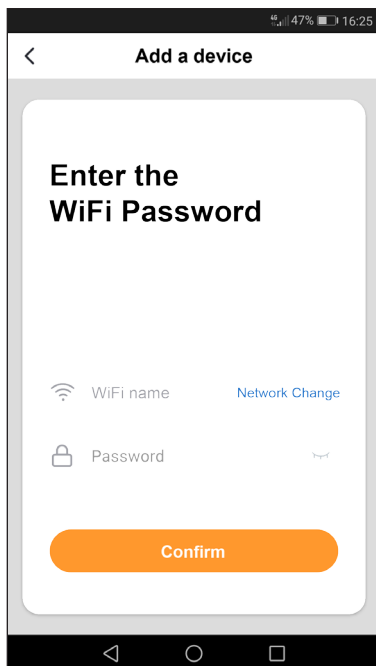 47% 16:25
Add a device
Enter the
WiFi Password
WiFi name Network Change
Password
Confirm